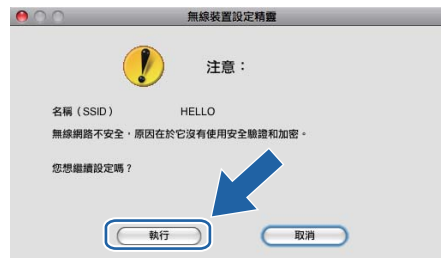 無線裝置設定精靈
注意：
名稱（SSID） HELLO
無線網路不安全，原因在於它沒有使用安全驗證和加密。
您想繼續設定嗎？
執行 取消